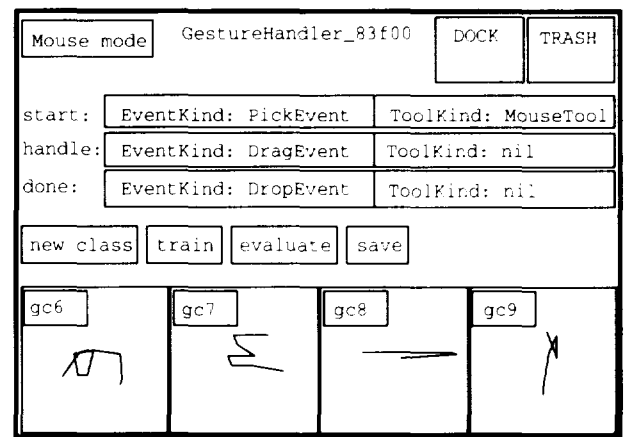 Mouse mode GestureHandler_83f00 DOCK TRASH
start: EventKind: PickEvent ToolKind: MouseTool
handle: EventKind: DragEvent ToolKind: nil
done: EventKind: DropEvent ToolKind: nil
new class train evaluate save
gc6 gc7 gc8 gc9